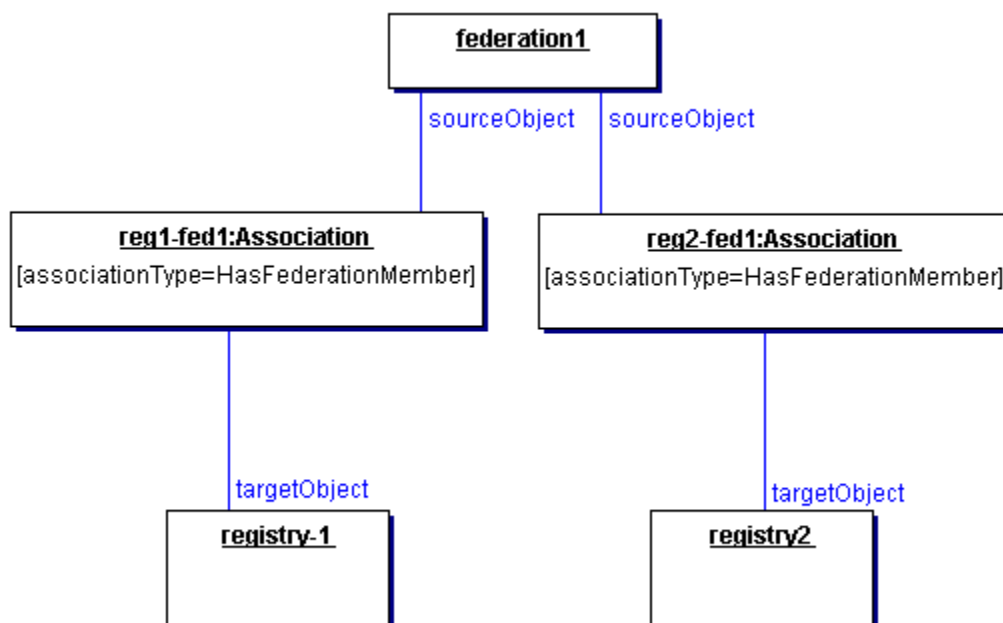 federation1
sourceObject sourceObject
reg1-fed1:Association
[associationType=HasFederationMember]
reg2-fed1:Association
[associationType=HasFederationMember]
targetObject
targetObject
registry-1
registry2